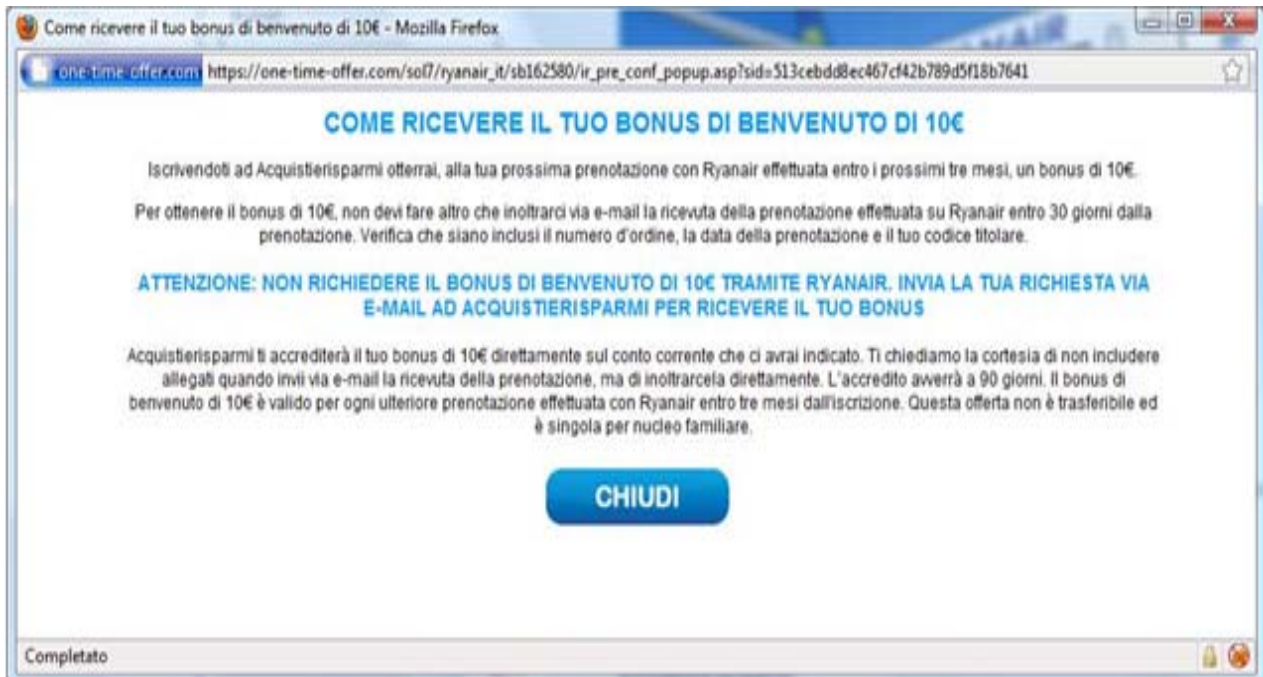 Come ricevere il tuo bonus di benvenuto di 10€ - Mozilla Firefox
one-time-offer.com https://one-time-offer.com/sol7/ryanair_it/sb162580/ir_pre_conf_popup.asp?sid=513cebdd8ec467cf42b789d5f18b7641
COME RICEVERE IL TUO BONUS DI BENVENUTO DI 10€
Iscrivendoti ad Acquistierisparmi otterrai, alla tua prossima prenotazione con Ryanair effettuata entro i prossimi tre mesi, un bonus di 10€.
Per ottenere il bonus di 10€, non devi fare altro che inoltrarci via e-mail la ricevuta della prenotazione effettuata su Ryanair entro 30 giorni dalla
prenotazione. Verifica che siano inclusi il numero d'ordine, la data della prenotazione e il tuo codice titolare.
ATTENZIONE: NON RICHIEDERE IL BONUS DI BENVENUTO DI 10€ TRAMITE RYANAIR. INVIA LA TUA RICHIESTA VIA
E-MAIL AD ACQUISTIERISPARMI PER RICEVERE IL TUO BONUS
Acquistierisparmi ti accrediterà il tuo bonus di 10€ direttamente sul conto corrente che ci avrai indicato. Ti chiediamo la cortesia di non includere
allegati quando invii via e-mail la ricevuta della prenotazione, ma di inoltrarcela direttamente. L'accredito avverrà a 90 giorni. Il bonus di
benvenuto di 10€ è valido per ogni ulteriore prenotazione effettuata con Ryanair entro tre mesi dall'iscrizione. Questa offerta non è trasferibile ed
è singola per nucleo familiare.
CHIUDI
Completato